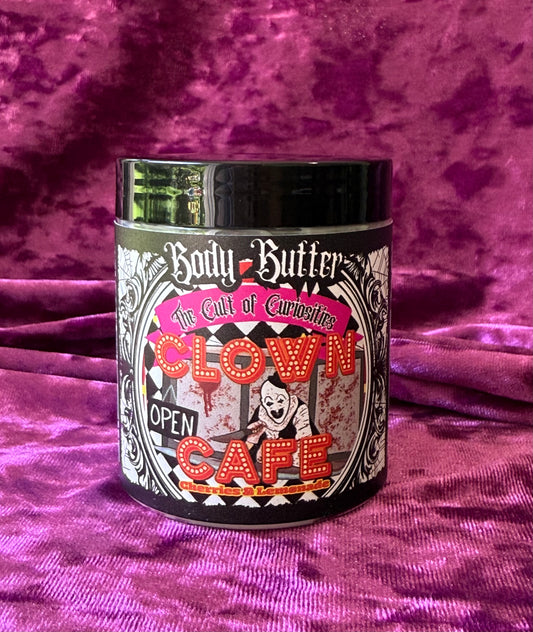 Body Butter
The Cult of Curiosities
CLOWN
OPEN
CAFE
Cherries & Lemonade